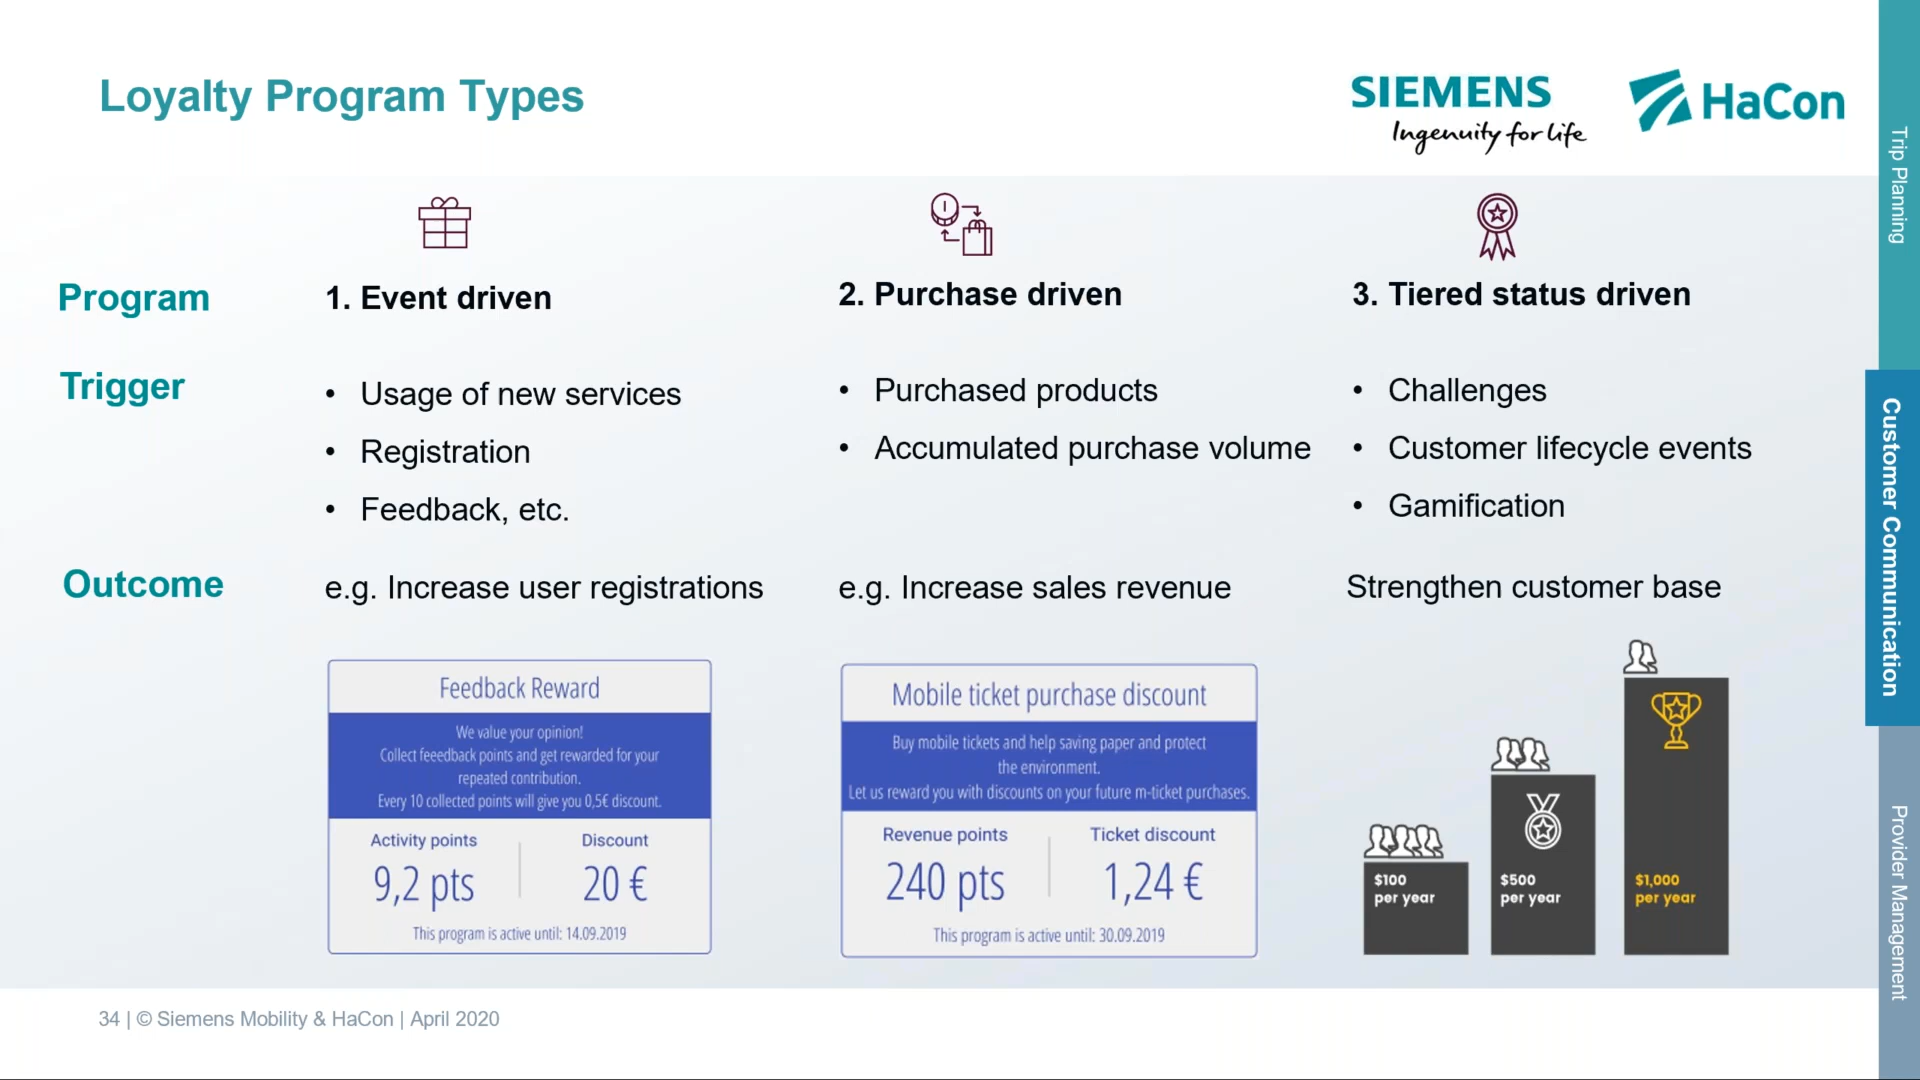 Loyalty Program Types
SIEMENS
Ingenuity for life
HaCon
Trip Planning
Customer Communication
Provider Management
Program
1. Event driven
2. Purchase driven
3. Tiered status driven
Trigger
• Usage of new services
• Registration
• Feedback, etc.
• Purchased products
• Accumulated purchase volume
• Challenges
• Customer lifecycle events
• Gamification
Outcome
e.g. Increase user registrations
e.g. Increase sales revenue
Strengthen customer base
Feedback Reward
We value your opinion!
Collect feeedback points and get rewarded for your
repeated contribution.
Every 10 collected points will give you 0,5€ discount.
Activity points
9,2 pts
Discount
20 €
This program is active until: 14.09.2019
Mobile ticket purchase discount
Buy mobile tickets and help saving paper and protect
the environment.
Let us reward you with discounts on your future m-ticket purchases.
Revenue points
240 pts
Ticket discount
1,24 €
This program is active until: 30.09.2019
$100
per year
$500
per year
$1,000
per year
34 | © Siemens Mobility & HaCon | April 2020